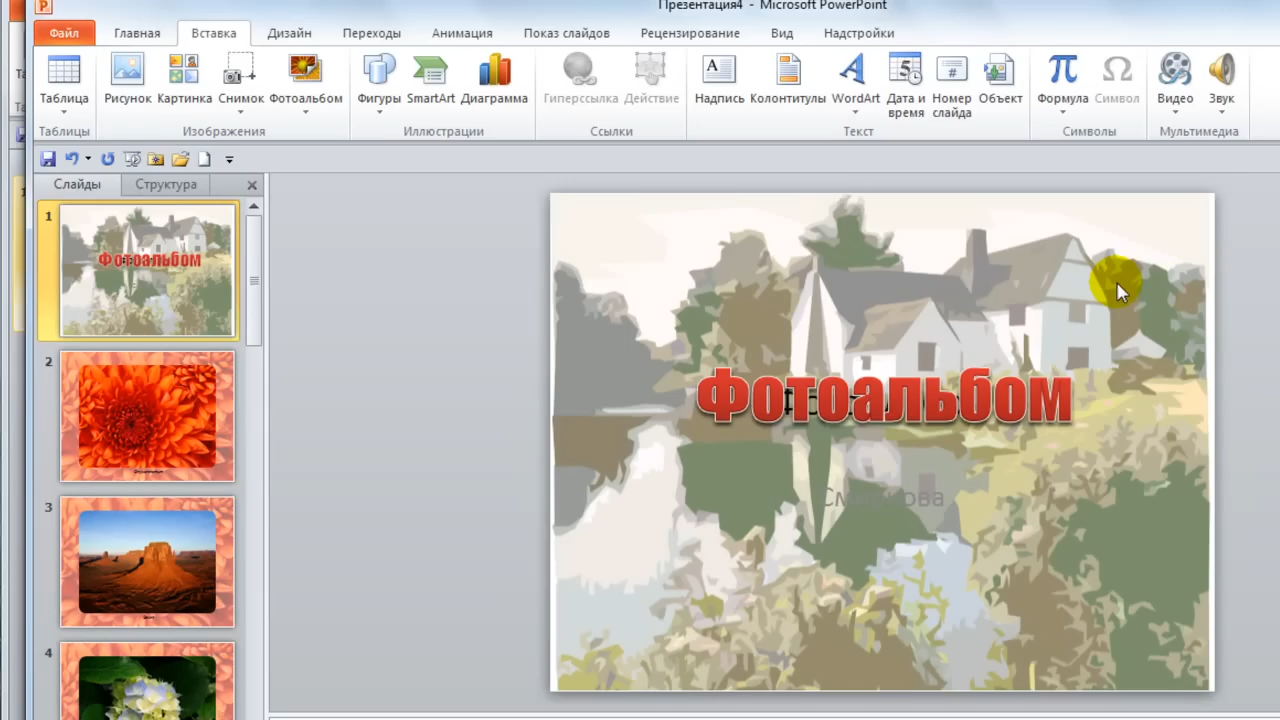 Презентация4 - Microsoft PowerPoint
Файл Главная Вставка Дизайн Переходы Анимация Показ слайдов Рецензирование Вид Надстройки
Таблица Рисунок Картинка Снимок Фотоальбом Фигуры SmartArt Диаграмма Гиперссылка Действие Надпись Колонтитулы WordArt Дата и время Номер слайда Объект Формула Символ Видео Звук
Таблицы Изображения Иллюстрации Ссылки Текст Символы Мультимедиа
Слайды Структура
1
Фотоальбом
2
3
4
Фотоальбом